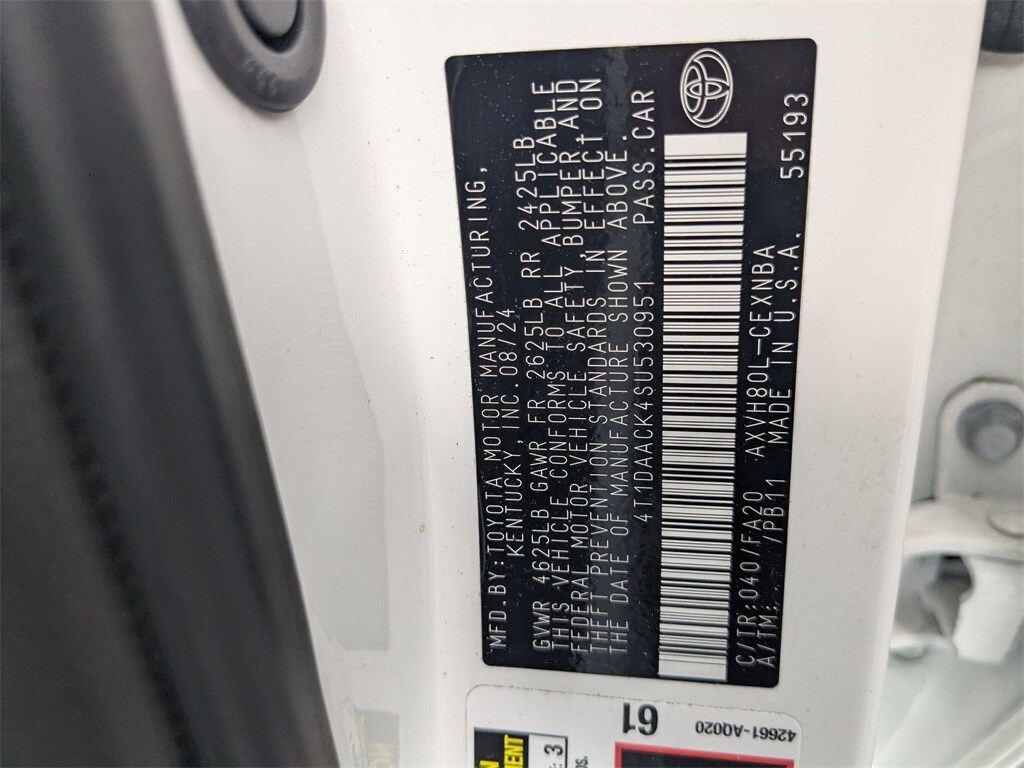 MFD.BY:TOYOTA MOTOR MANUFACTURING,
KENTUCKY, INC.08/24
GVWR 4625LB GAWR FR 2625LB RR 2425LB
THIS VEHICLE CONFORMS TO ALL APPLICABLE
FEDERAL MOTOR VEHICLE SAFETY, BUMPER AND
THEFT PREVENTION STANDARDS IN EFFECT ON
THE DATE OF MANUFACTURE SHOWN ABOVE.
4T1DAACK4SU530951 PASS.CAR
C/TR:040/FA20 AXVH80L-CEXNBA
A/TM: /PB11 MADE IN U.S.A. 55193
61
42661-AQ020
3